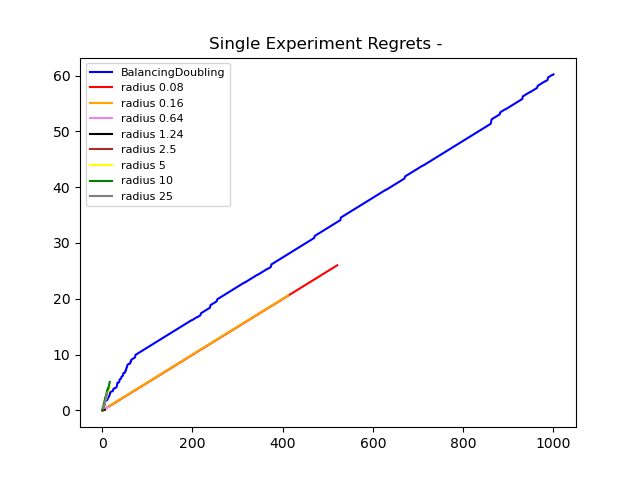 Single Experiment Regrets -
BalancingDoubling
radius 0.08
radius 0.16
radius 0.64
radius 1.24
radius 2.5
radius 5
radius 10
radius 25
60
50
40
30
20
10
0
0 200 400 600 800 1000